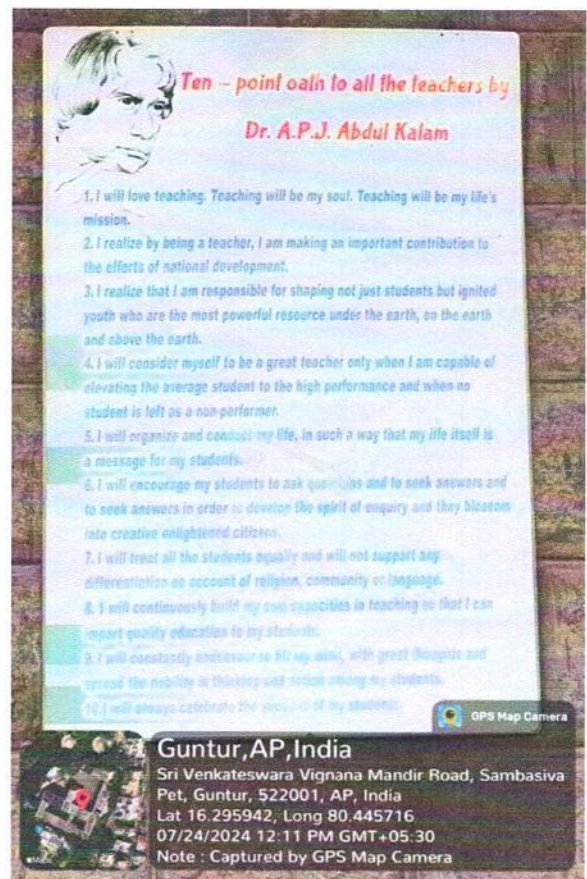 Ten – point oath to all the teachers by
Dr. A.P.J. Abdul Kalam
1. I will love teaching. Teaching will be my soul. Teaching will be my life's
mission.
2. I realize by being a teacher, I am making an important contribution to
the efforts of national development.
3. I realize that I am responsible for shaping not just students but ignited
youth who are the most powerful resource under the earth, on the earth
and above the earth.
4. I will consider myself to be a great teacher only when I am capable of
elevating the average student to the high performance and when no
student is left as a non-performer.
5. I will organize and conduct my life, in such a way that my life itself is
a message for my students.
6. I will encourage my students to ask questions and to seek answers and
to seek answers in order to develop the spirit of enquiry and they blossom
into creative enlightened citizens.
7. I will treat all the students equally and will not support any
differentiation on account of religion, community or language.
8. I will continuously build my own capacities in teaching so that I can
impart quality education to my students.
9. I will constantly endeavour to fill my mind, with great thoughts and
spread the nobility in thinking and action among my students.
10.I will always celebrate the success of my students.
GPS Map Camera
Guntur,AP,India
Sri Venkateswara Vignana Mandir Road, Sambasiva
Pet, Guntur, 522001, AP, India
Lat 16.295942, Long 80.445716
07/24/2024 12:11 PM GMT+05:30
Note : Captured by GPS Map Camera